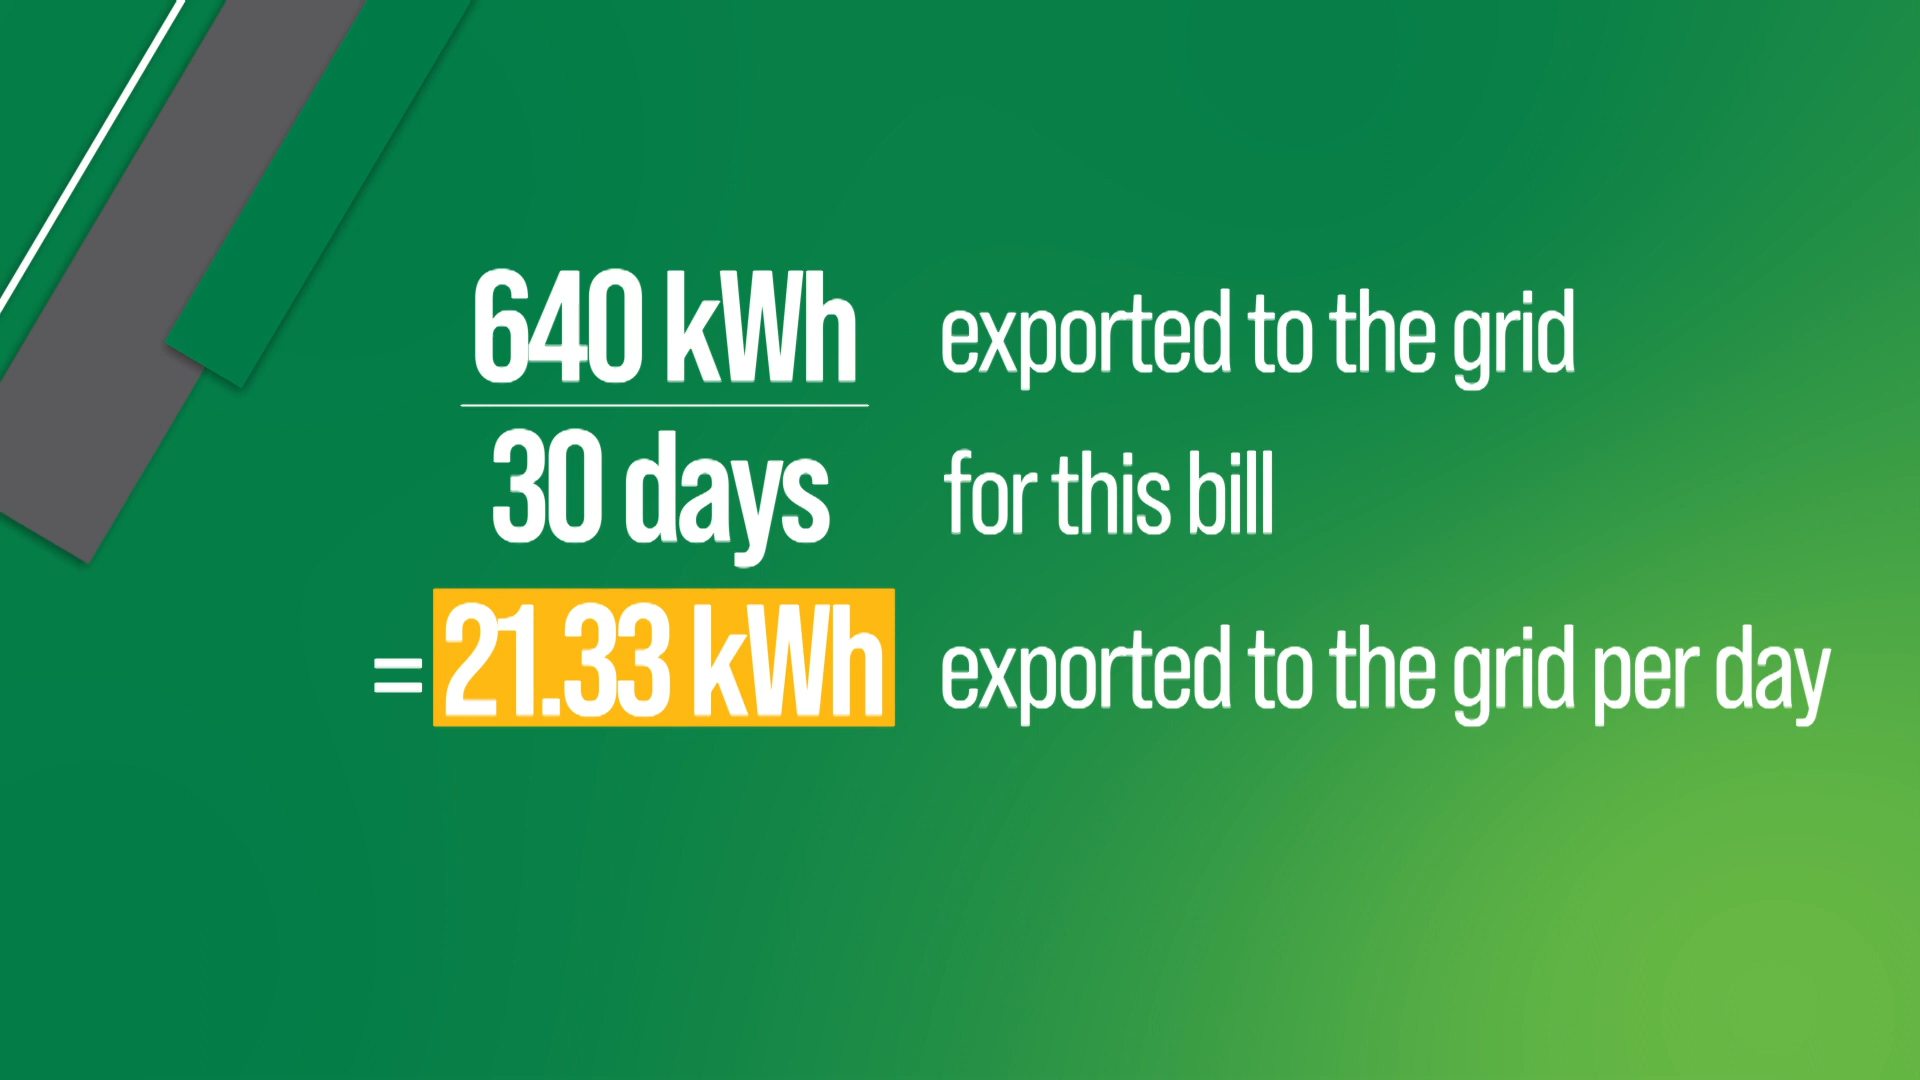 640 kWh exported to the grid
30 days for this bill
= 21.33 kWh exported to the grid per day